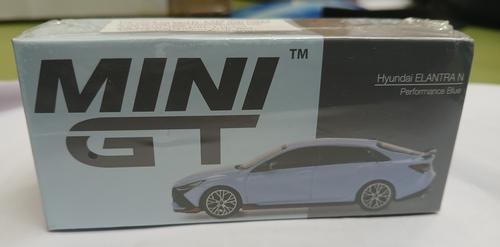 MINI ™
GT
Hyundai ELANTRA N
Performance Blue